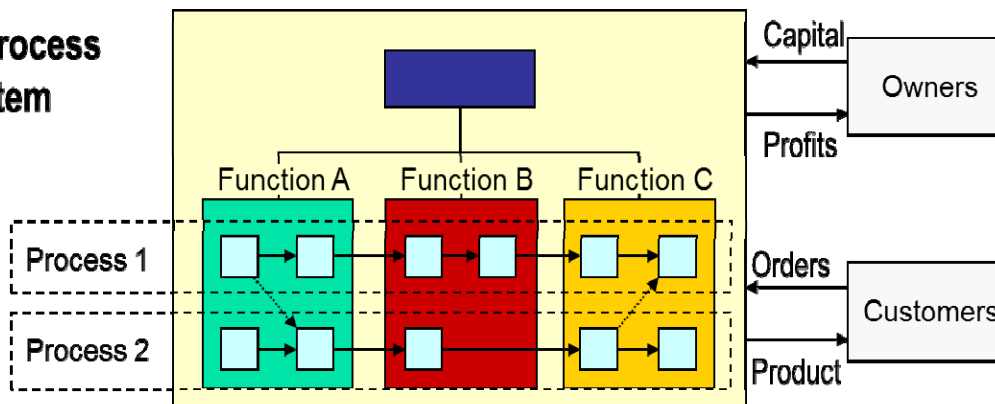 rocess
tem
Capital
Owners
Profits
Function A
Function B
Function C
Process 1
Orders
Customers
Process 2
Product